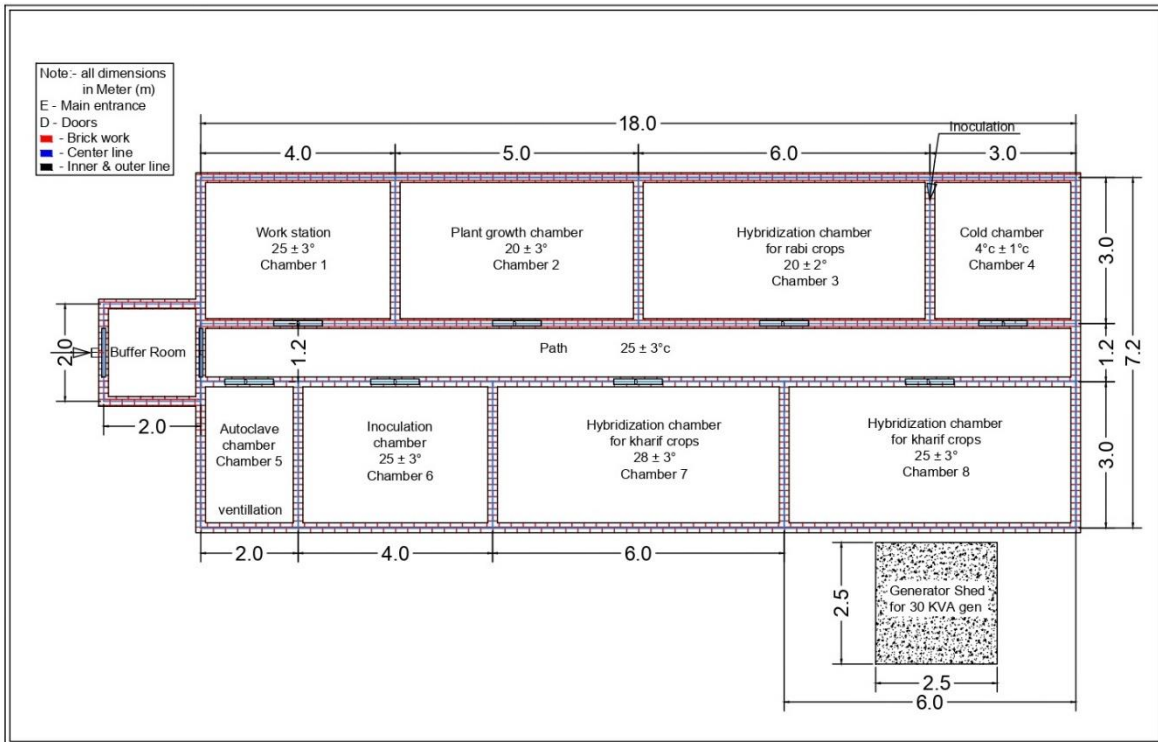 Note:- all dimensions
in Meter (m)
E - Main entrance
D - Doors
- Brick work
- Center line
- Inner & outer line
18.0
Inoculation
4.0
5.0
6.0
3.0
Work station
25 ± 3°
Chamber 1
Plant growth chamber
20 ± 3°
Chamber 2
Hybridization chamber
for rabi crops
20 ± 2°
Chamber 3
Cold chamber
4°c ± 1°c
Chamber 4
3.0
2.0
E
Buffer Room
1.2
Path 25 ± 3°c
1.2
7.2
2.0
Autoclave
chamber
Chamber 5
ventillation
Inoculation
chamber
25 ± 3°
Chamber 6
Hybridization chamber
for kharif crops
28 ± 3°
Chamber 7
Hybridization chamber
for kharif crops
25 ± 3°
Chamber 8
3.0
2.0
4.0
6.0
2.5
Generator Shed
for 30 KVA gen
2.5
6.0